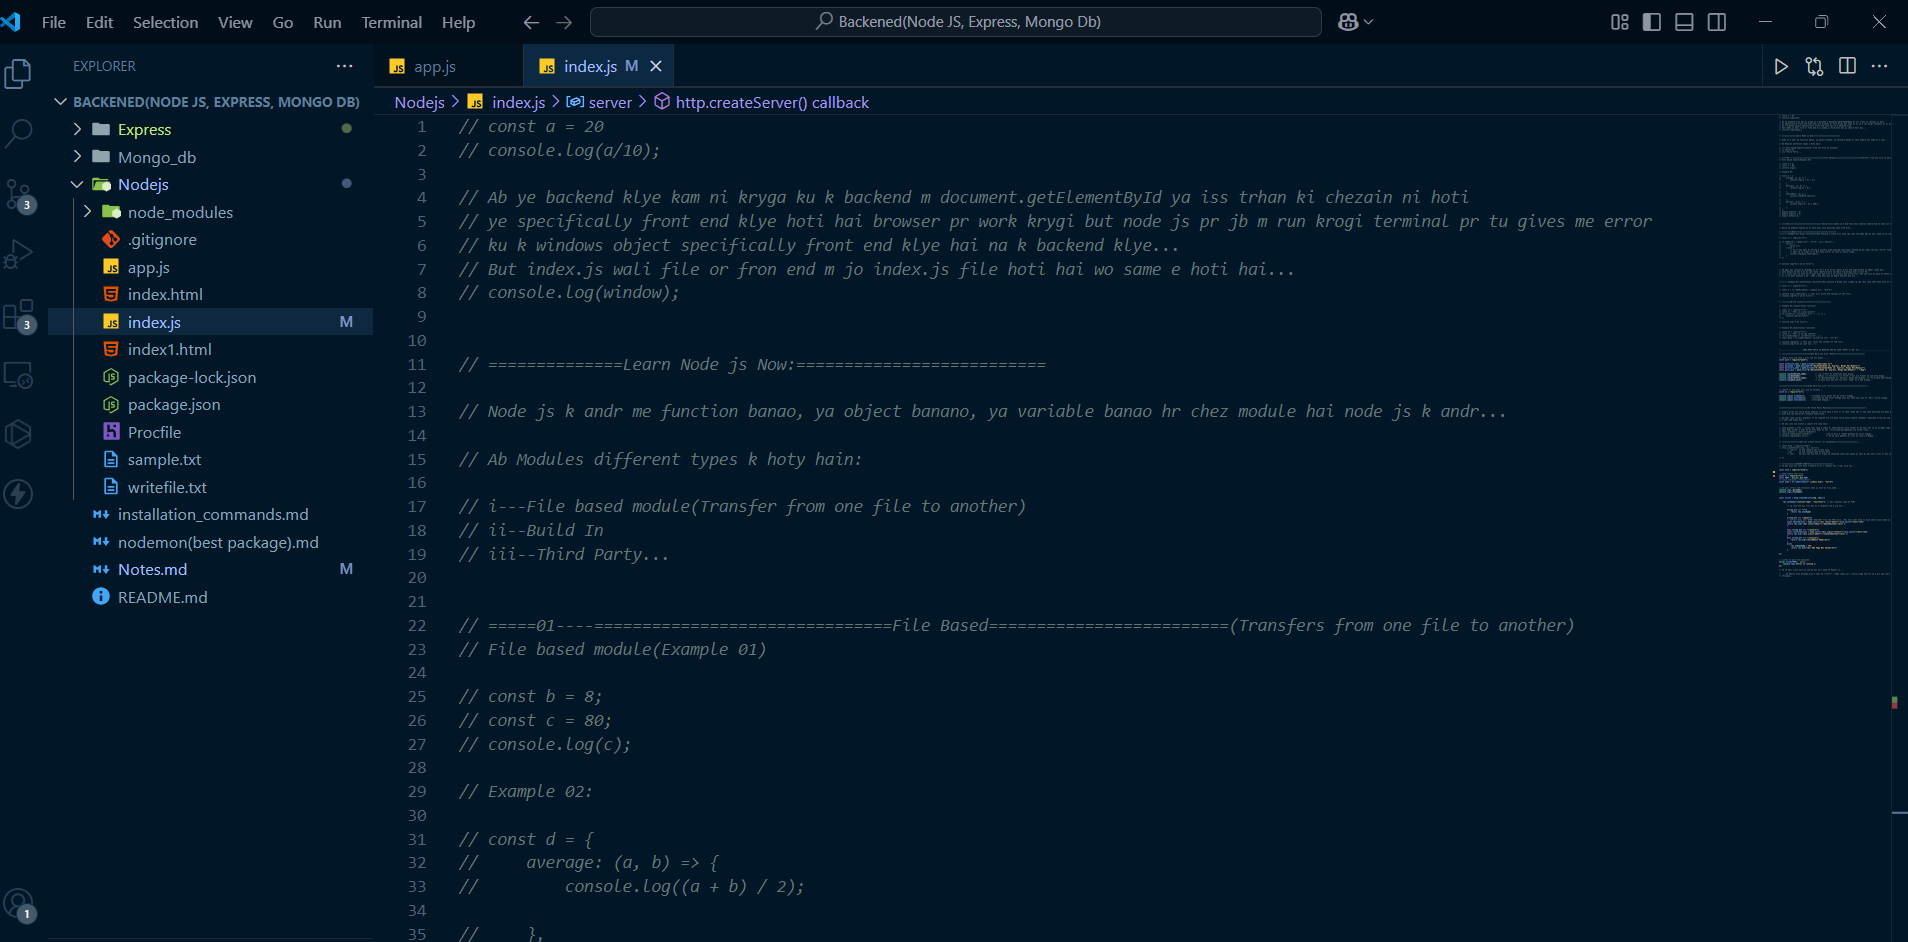 File Edit Selection View Go Run Terminal Help
Backened(Node JS, Express, Mongo Db)
EXPLORER
BACKENED(NODE JS, EXPRESS, MONGO DB)
Express
Mongo_db
Nodejs
node_modules
.gitignore
app.js
index.html
index.js M
index1.html
package-lock.json
package.json
Procfile
sample.txt
writefile.txt
installation_commands.md
nodemon(best package).md
Notes.md M
README.md
3
3
1
app.js
index.js M
Nodejs > index.js > server > http.createServer() callback
1 // const a = 20
2 // console.log(a/10);
3
4 // Ab ye backend klye kam ni kryga ku k backend m document.getElementById ya iss trhan ki chezain ni hoti
5 // ye specifically front end klye hoti hai browser pr work krygi but node js pr jb m run krogi terminal pr tu gives me error
6 // ku k windows object specifically front end klye hai na k backend klye...
7 // But index.js wali file or fron end m jo index.js file hoti hai wo same e hoti hai...
8 // console.log(window);
9
10
11 // ==============Learn Node js Now:==========================
12
13 // Node js k andr me function banao, ya object banano, ya variable banao hr chez module hai node js k andr...
14
15 // Ab Modules different types k hoty hain:
16
17 // i---File based module(Transfer from one file to another)
18 // ii--Build In
19 // iii--Third Party...
20
21
22 // =====01----===============================File Based=========================(Transfers from one file to another)
23 // File based module(Example 01)
24
25 // const b = 8;
26 // const c = 80;
27 // console.log(c);
28
29 // Example 02:
30
31 // const d = {
32 //     average: (a, b) => {
33 //         console.log((a + b) / 2);
34
35 //     },